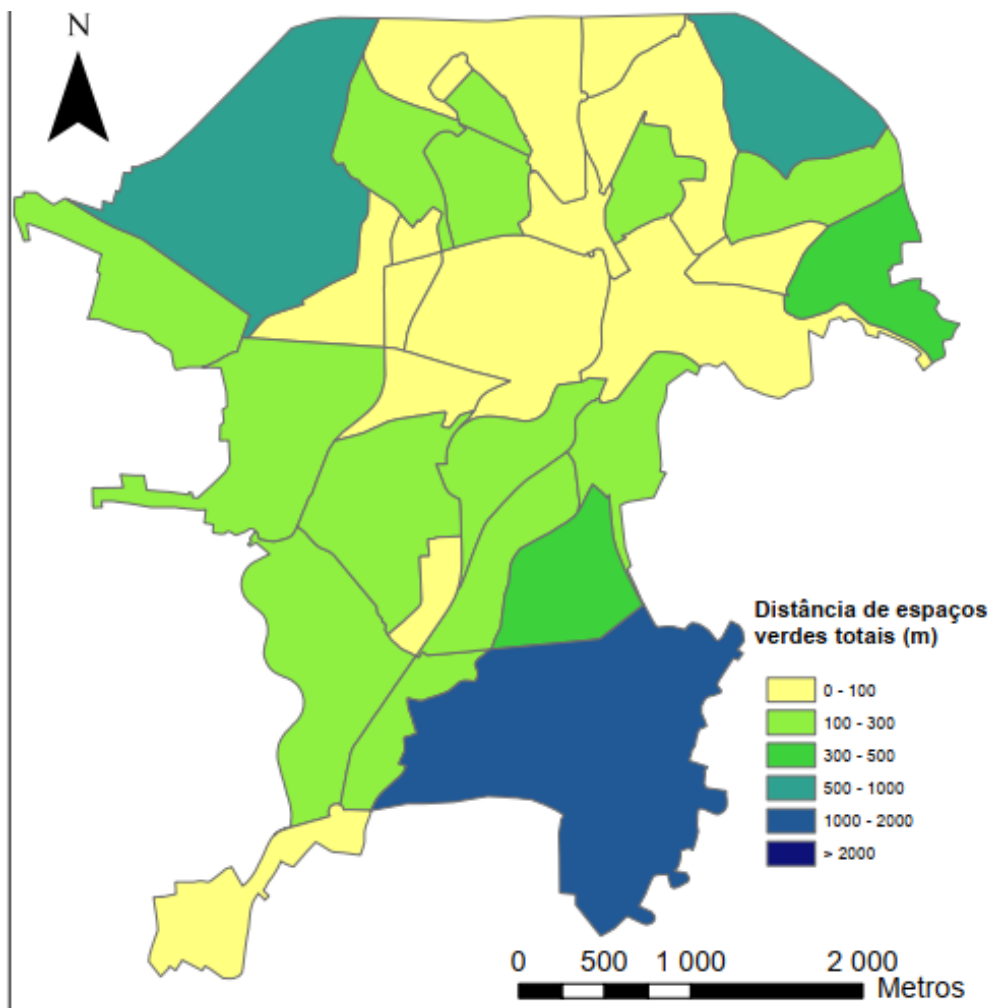 N
Distância de espaços
verdes totais (m)
0 - 100
100 - 300
300 - 500
500 - 1000
1000 - 2000
> 2000
0 500 1 000 2 000
Metros